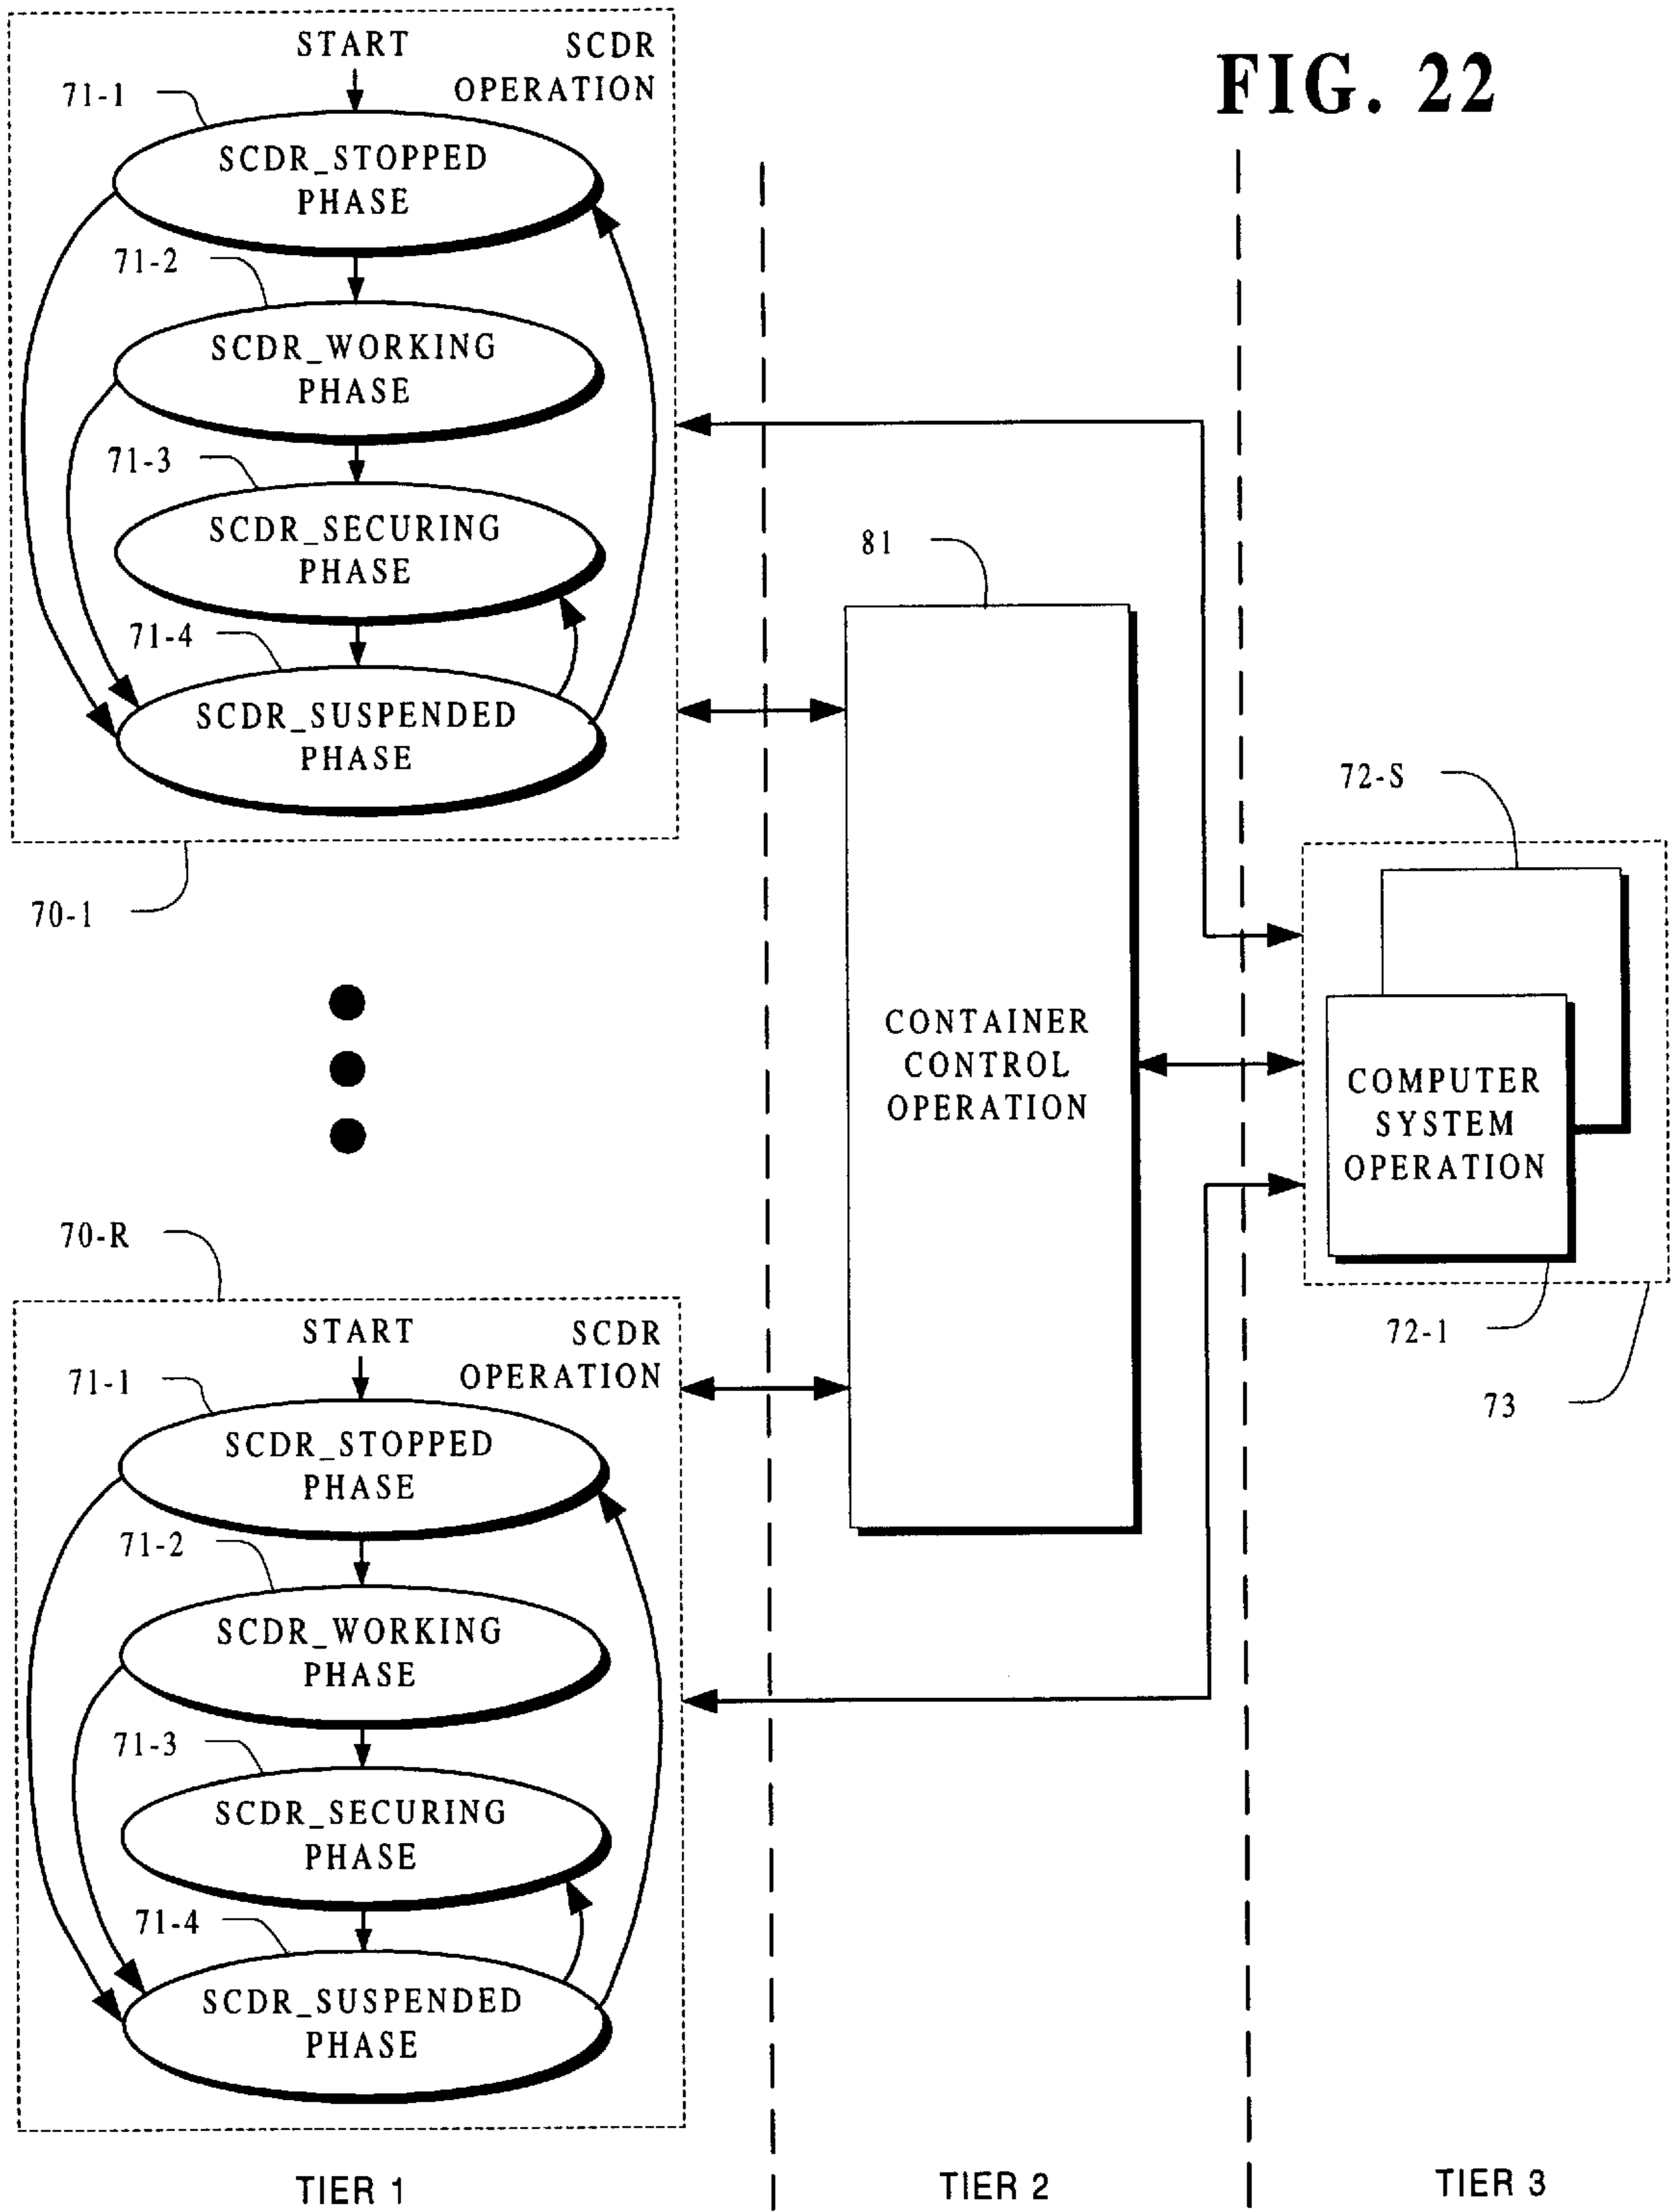 FIG. 22
START
SCDR
OPERATION
71-1
SCDR_STOPPED
PHASE
71-2
SCDR_WORKING
PHASE
71-3
SCDR_SECURING
PHASE
71-4
SCDR_SUSPENDED
PHASE
70-1
81
CONTAINER
CONTROL
OPERATION
72-S
COMPUTER
SYSTEM
OPERATION
72-1
73
70-R
START
SCDR
OPERATION
71-1
SCDR_STOPPED
PHASE
71-2
SCDR_WORKING
PHASE
71-3
SCDR_SECURING
PHASE
71-4
SCDR_SUSPENDED
PHASE
TIER 1
TIER 2
TIER 3